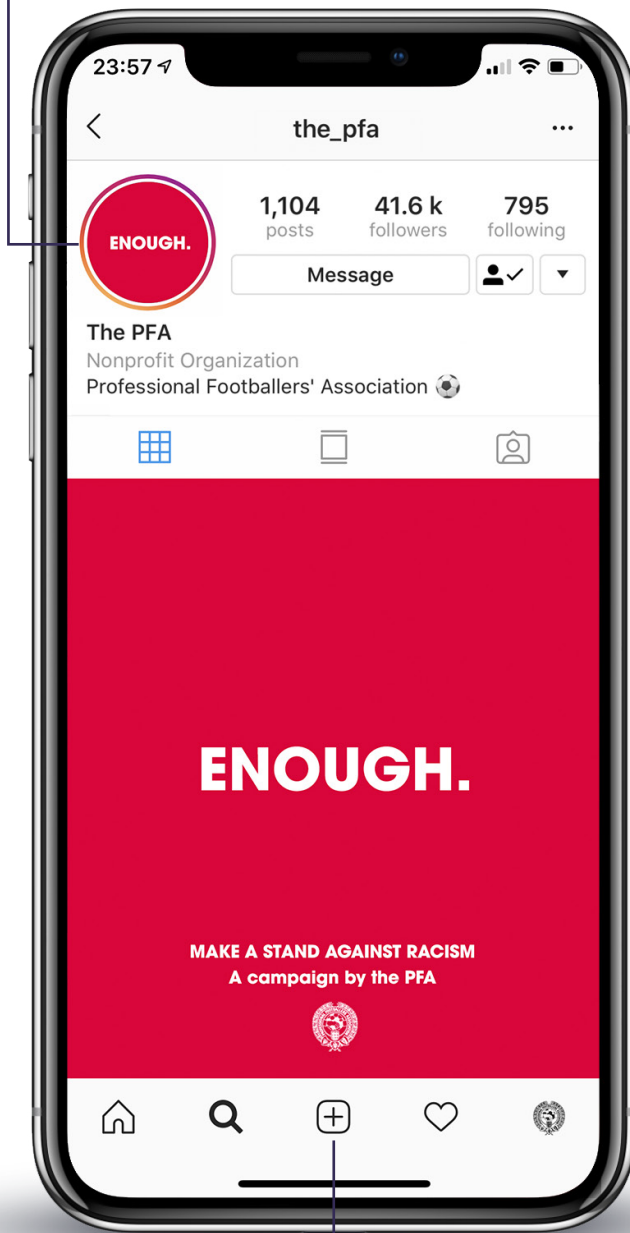 23:57
the_pfa
ENOUGH.
1,104 41.6 k 795
posts followers following
Message
The PFA
Nonprofit Organization
Professional Footballers' Association
ENOUGH.
MAKE A STAND AGAINST RACISM
A campaign by the PFA